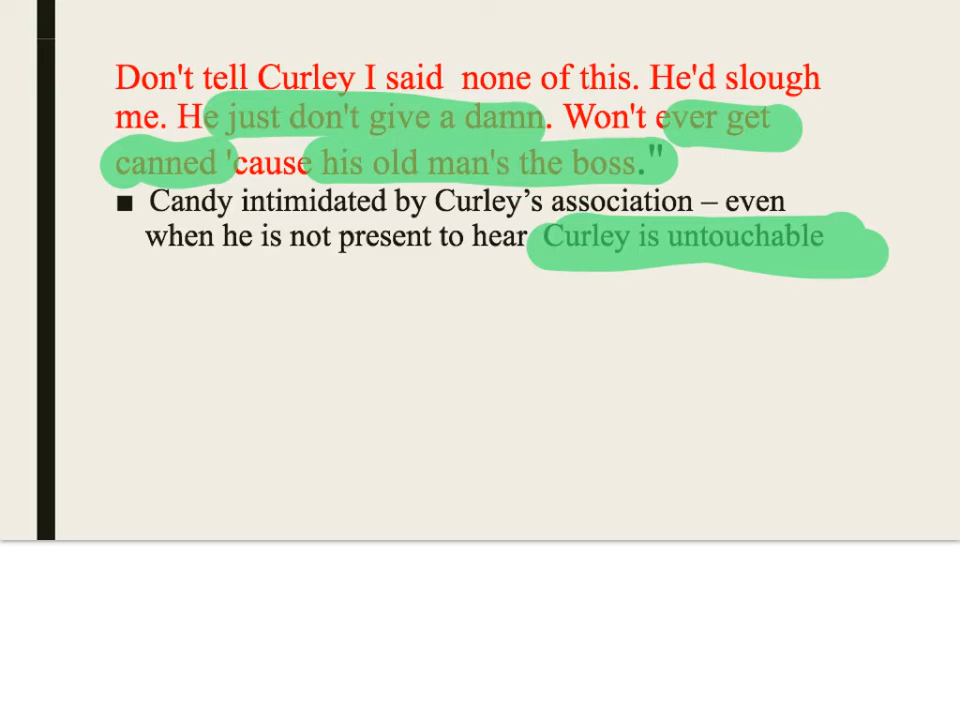 Don't tell Curley I said  none of this. He'd slough
me. He just don't give a damn. Won't ever get
canned 'cause his old man's the boss."
■ Candy intimidated by Curley’s association – even
when he is not present to hear Curley is untouchable